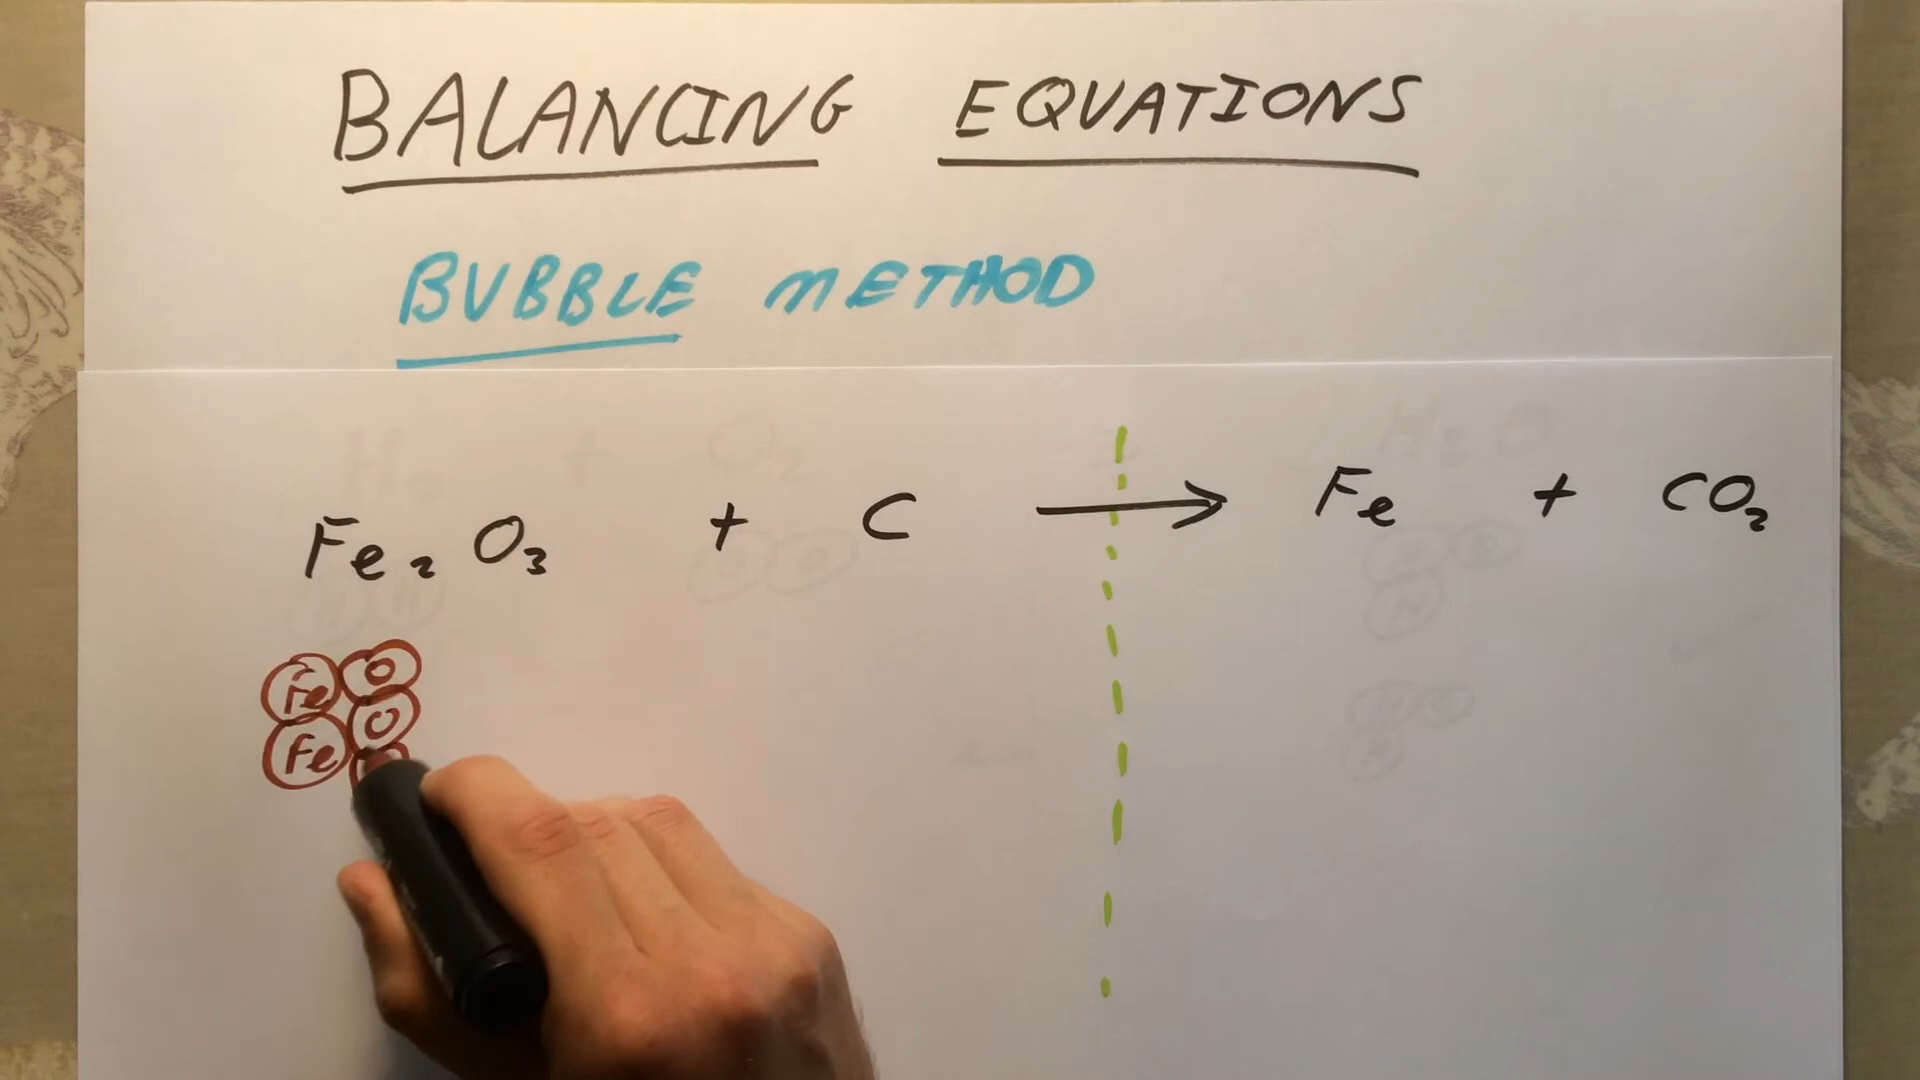 BALANCING EQUATIONS
BUBBLE METHOD
Fe₂O₃ + C → Fe + CO₂
Fe O
Fe O